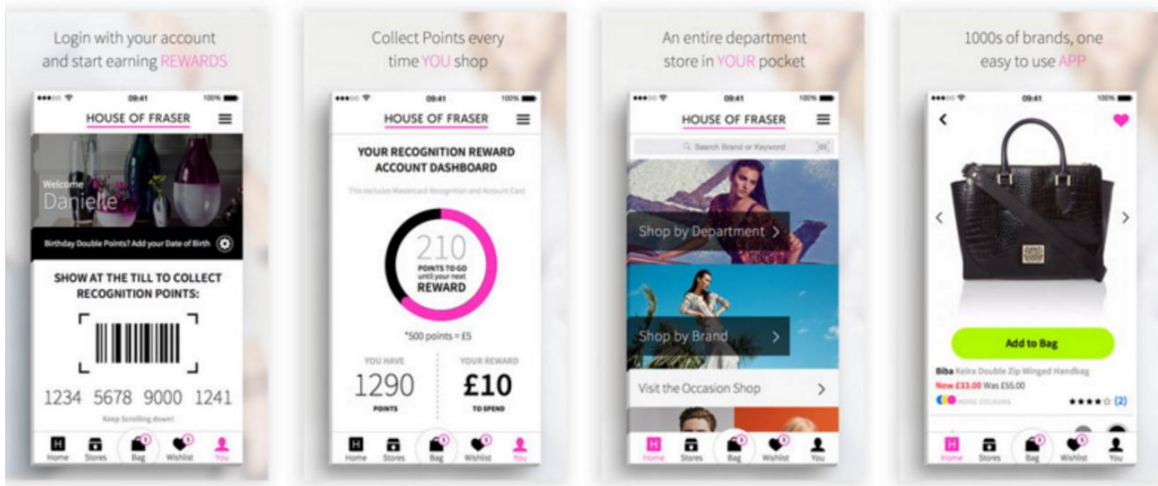 Login with your account
and start earning REWARDS
09:41
100%
HOUSE OF FRASER
Welcome
Danielle
Birthday Double Points? Add your Date of Birth
SHOW AT THE TILL TO COLLECT
RECOGNITION POINTS:
1234 5678 9000 1241
Keep Scrolling down!
H
Home
Stores
Bag
Wishlist
You
Collect Points every
time YOU shop
09:41
100%
HOUSE OF FRASER
YOUR RECOGNITION REWARD
ACCOUNT DASHBOARD
This excludes Mastercard Recognition and Account Card
210
POINTS TO GO
until your next
REWARD
*500 points = £5
YOU HAVE
1290
POINTS
YOUR REWARD
£10
TO SPEND
H
Home
Stores
Bag
Wishlist
You
An entire department
store in YOUR pocket
09:41
100%
HOUSE OF FRASER
Search Brand or Keyword
Shop by Department
Shop by Brand
Visit the Occasion Shop
H
Home
Stores
Bag
Wishlist
You
1000s of brands, one
easy to use APP
09:41
100%
Add to Bag
Biba Keira Double Zip Winged Handbag
Now £33.00 Was £55.00
MORE COLOURS
(2)
H
Home
Stores
Bag
Wishlist
You